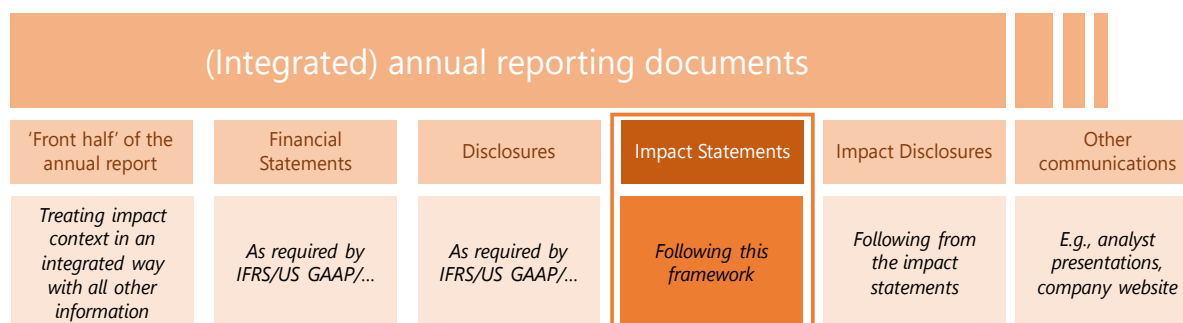 (Integrated) annual reporting documents
‘Front half’ of the
annual report
Financial
Statements
Disclosures
Impact Statements
Impact Disclosures
Other
communications
Treating impact
context in an
integrated way
with all other
information
As required by
IFRS/US GAAP/...
As required by
IFRS/US GAAP/...
Following this
framework
Following from
the impact
statements
E.g., analyst
presentations,
company website